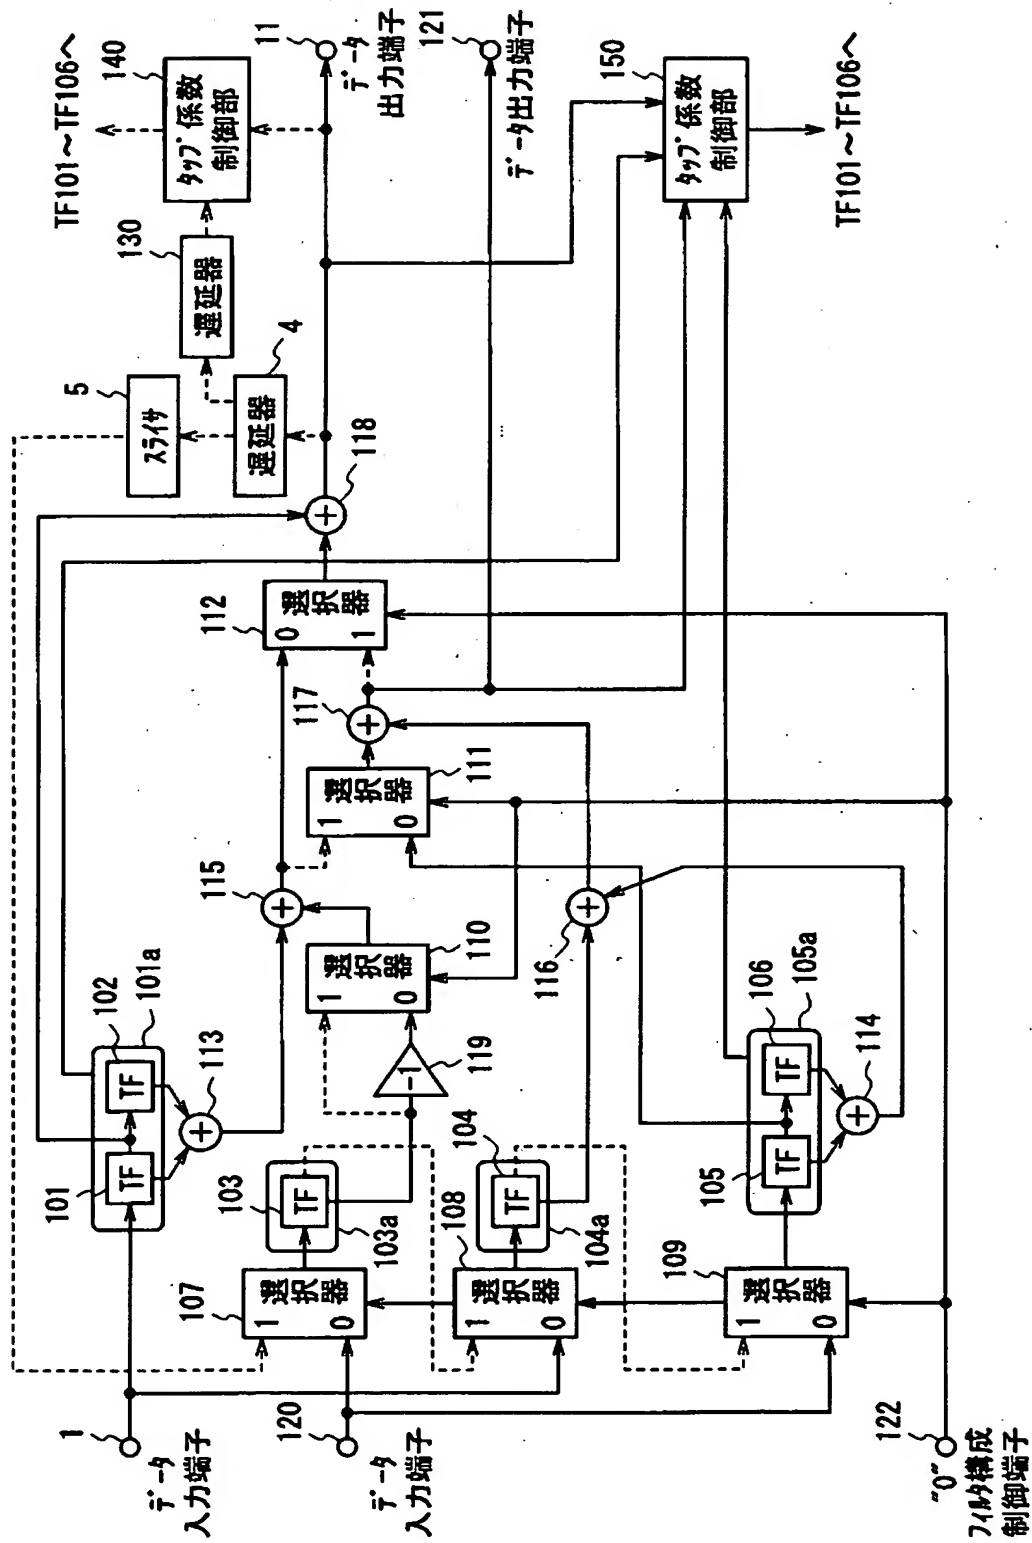 1
データ
入力端子
120
データ
入力端子
122
"0"
フィルタ構成
制御端子
101
TF
102
TF
101a
113
+
107
選択器
1
0
103
TF
103a
108
選択器
1
0
104
TF
104a
109
選択器
1
0
105
TF
106
TF
105a
114
+
-1
119
110
選択器
1
0
115
+
116
+
111
選択器
1
0
117
+
112
選択器
0
1
118
+
5
スライサ
4
遅延器
130
遅延器
140
タップ係数
制御部
TF101～TF106へ
11
データ
出力端子
121
データ出力端子
150
タップ係数
制御部
TF101～TF106へ